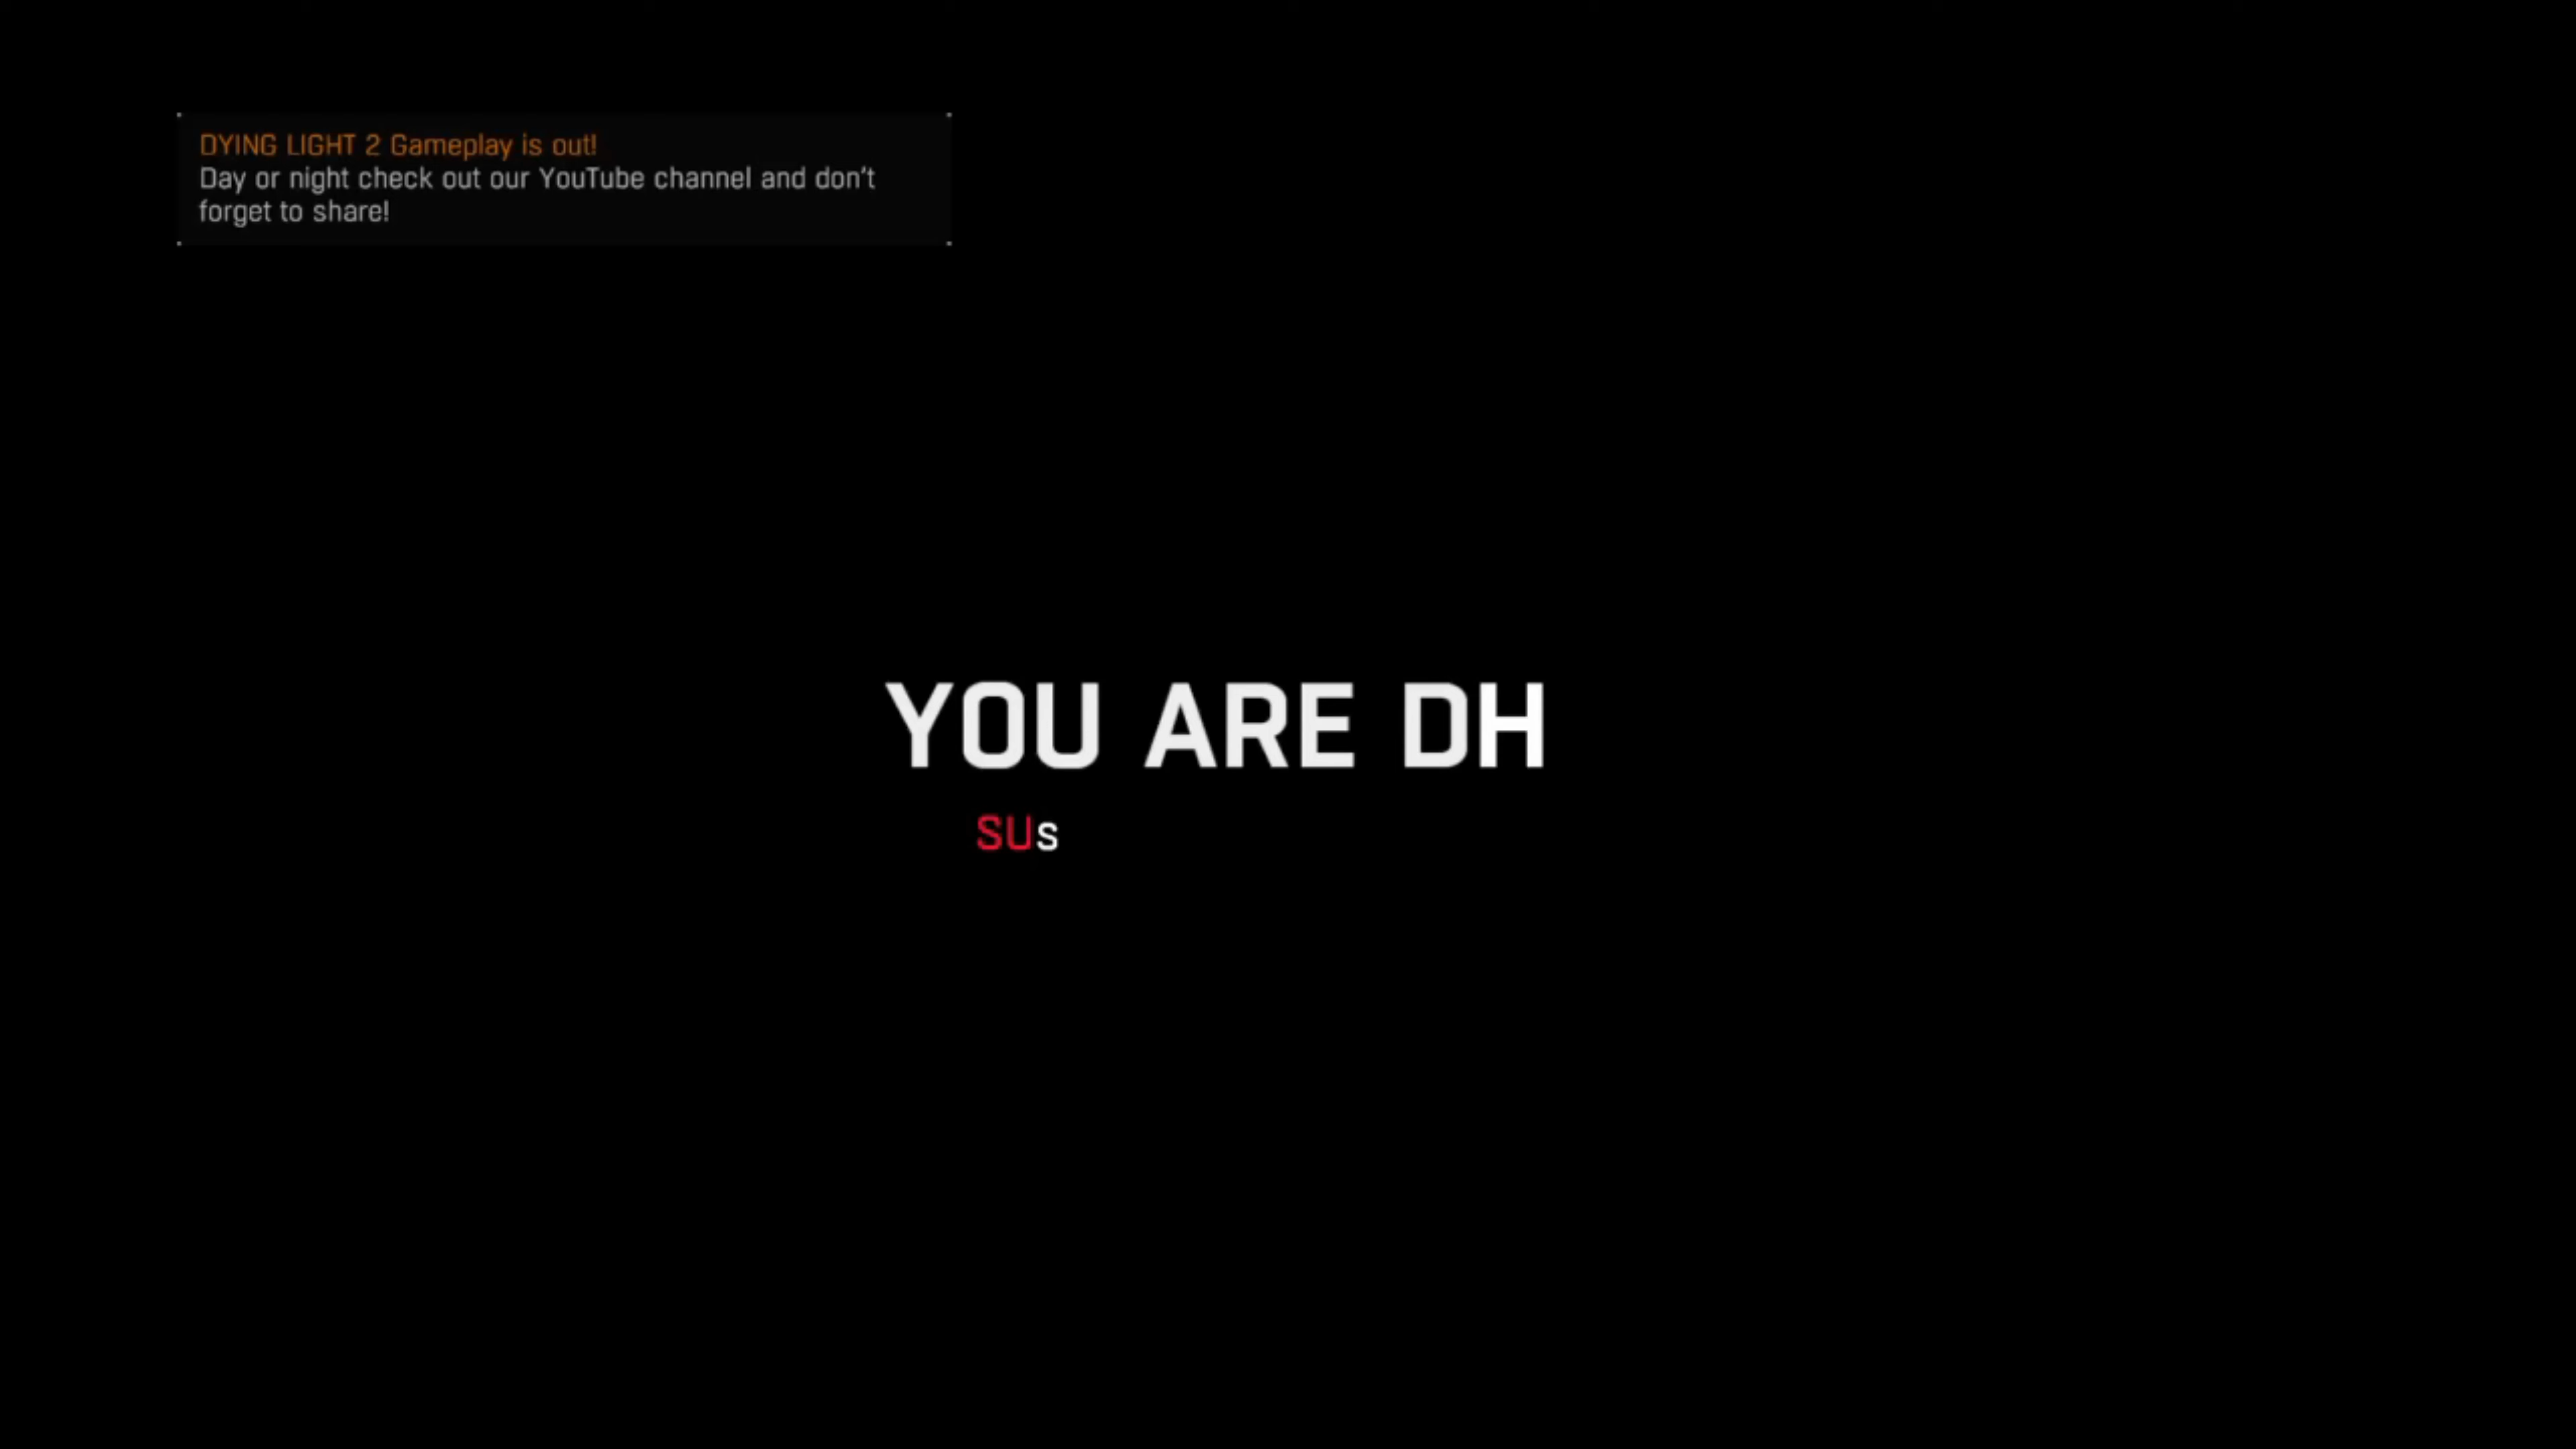 DYING LIGHT 2 Gameplay is out!
Day or night check out our YouTube channel and don't
forget to share!
YOU ARE DH
SUs